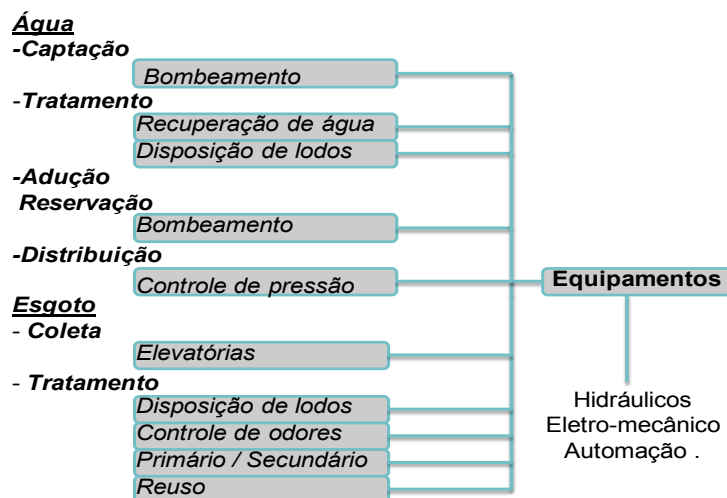 Água
-Captação
Bombeamento
-Tratamento
Recuperação de água
Disposição de lodos
-Adução
Reservação
Bombeamento
-Distribuição
Controle de pressão
Esgoto
- Coleta
Elevatórias
- Tratamento
Disposição de lodos
Controle de odores
Primário / Secundário
Reuso
Equipamentos
Hidráulicos
Eletro-mecânico
Automação .